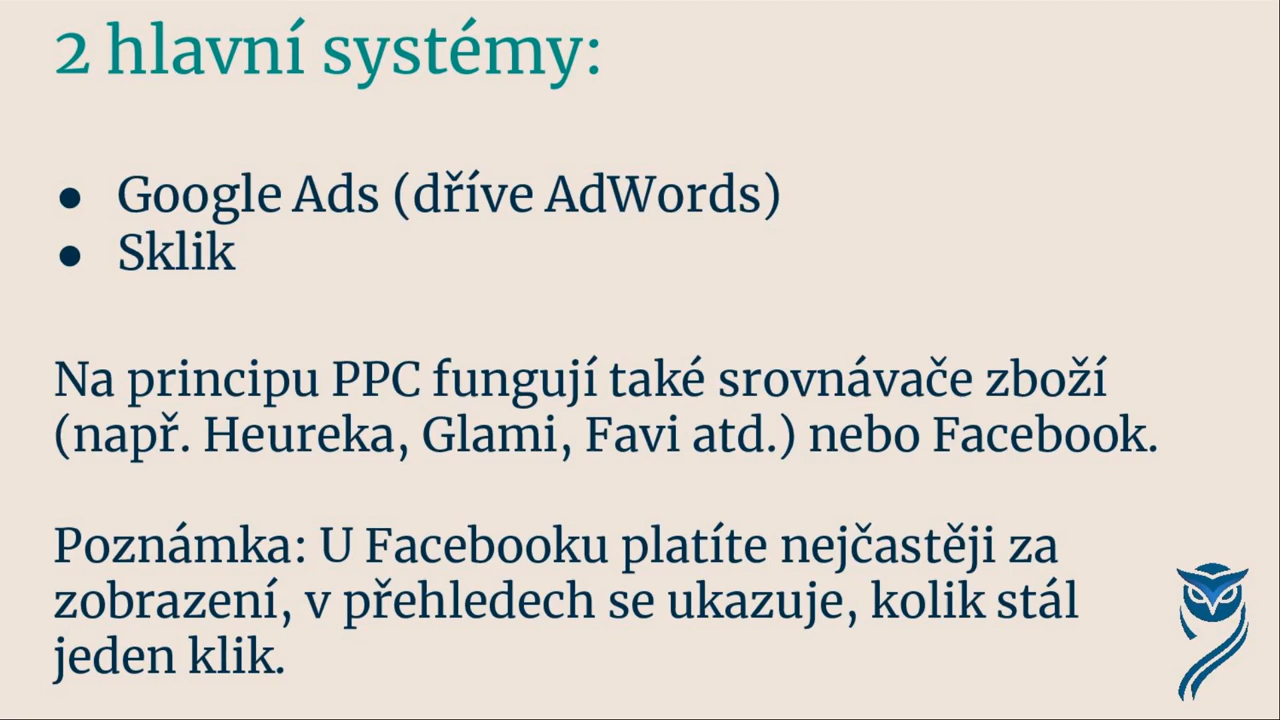 2 hlavní systémy:
● Google Ads (dříve AdWords)
● Sklik
Na principu PPC fungují také srovnávače zboží
(např. Heureka, Glami, Favi atd.) nebo Facebook.
Poznámka: U Facebooku platíte nejčastěji za
zobrazení, v přehledech se ukazuje, kolik stál
jeden klik.